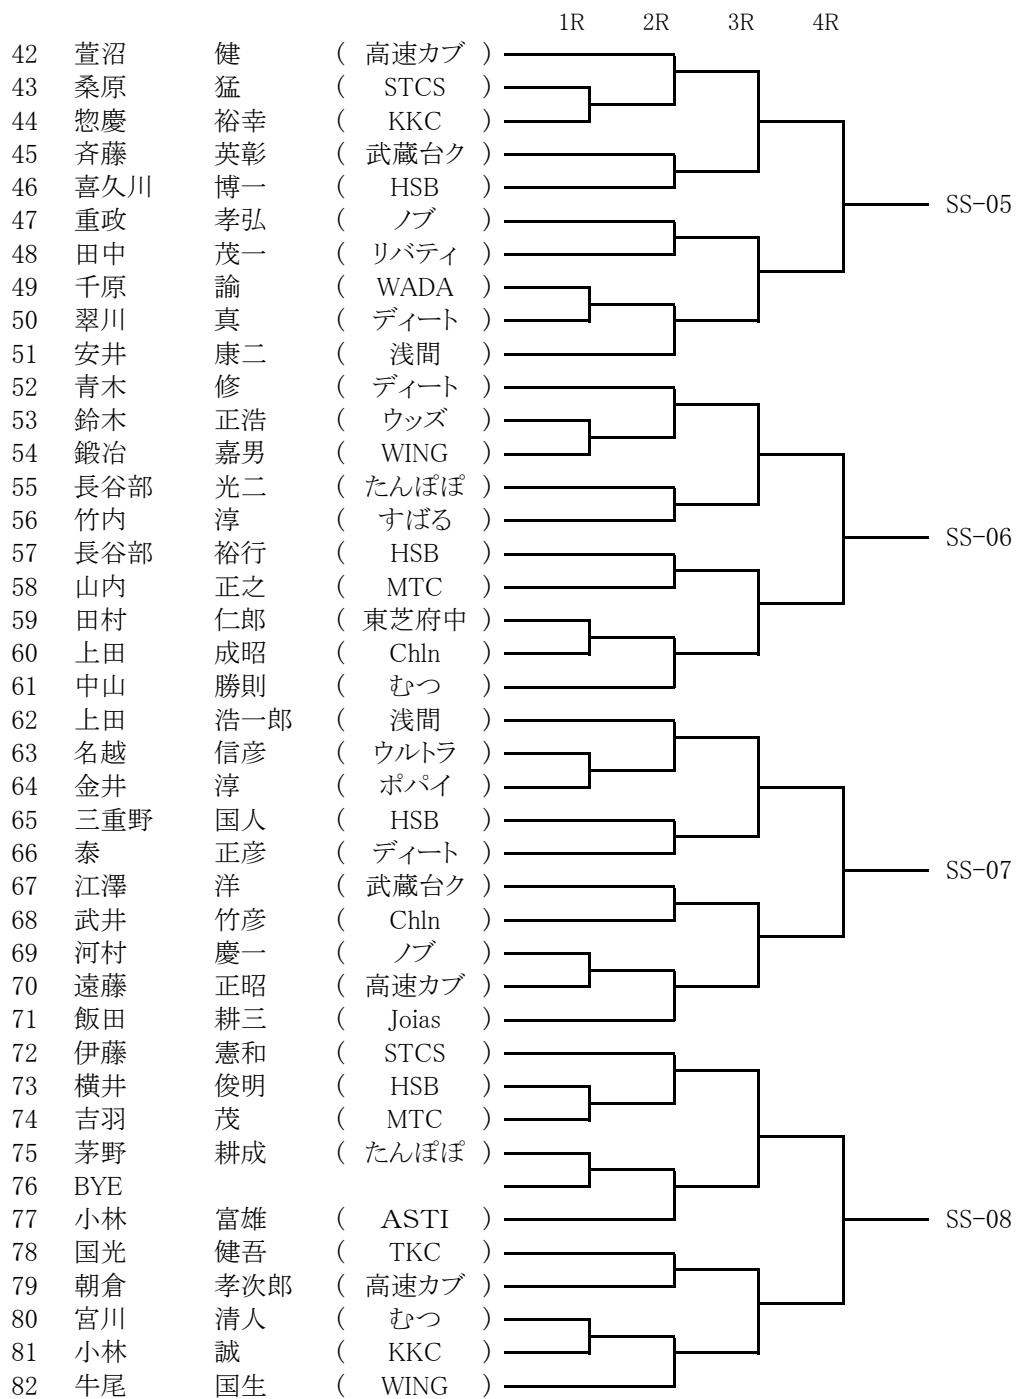 1R 2R 3R 4R
42 萱沼 健 ( 高速カブ )
43 桑原 猛 ( STCS )
44 惣慶 裕幸 ( KKC )
45 斉藤 英彰 ( 武蔵台ク )
46 喜久川 博一 ( HSB )
SS-05
47 重政 孝弘 ( ノブ )
48 田中 茂一 ( リバティ )
49 千原 諭 ( WADA )
50 翠川 真 ( ディート )
51 安井 康二 ( 浅間 )
52 青木 修 ( ディート )
53 鈴木 正浩 ( ウッズ )
54 鍛冶 嘉男 ( WING )
55 長谷部 光二 ( たんぽぽ )
56 竹内 淳 ( すばる )
SS-06
57 長谷部 裕行 ( HSB )
58 山内 正之 ( MTC )
59 田村 仁郎 ( 東芝府中 )
60 上田 成昭 ( Chln )
61 中山 勝則 ( むつ )
62 上田 浩一郎 ( 浅間 )
63 名越 信彦 ( ウルトラ )
64 金井 淳 ( ポパイ )
65 三重野 国人 ( HSB )
66 泰 正彦 ( ディート )
SS-07
67 江澤 洋 ( 武蔵台ク )
68 武井 竹彦 ( Chln )
69 河村 慶一 ( ノブ )
70 遠藤 正昭 ( 高速カブ )
71 飯田 耕三 ( Joias )
72 伊藤 憲和 ( STCS )
73 横井 俊明 ( HSB )
74 吉羽 茂 ( MTC )
75 茅野 耕成 ( たんぽぽ )
76 BYE
77 小林 富雄 ( ASTI ) SS-08
78 国光 健吾 ( TKC )
79 朝倉 孝次郎 ( 高速カブ )
80 宮川 清人 ( むつ )
81 小林 誠 ( KKC )
82 牛尾 国生 ( WING )